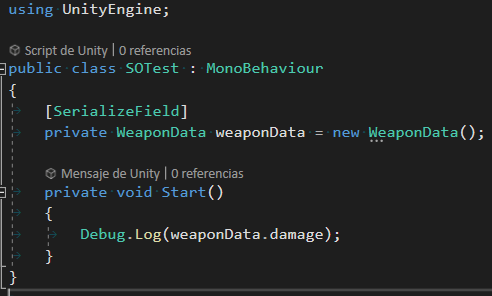 using UnityEngine;
Script de Unity | 0 referencias
public class SOTest : MonoBehaviour
{
[SerializeField]
private WeaponData weaponData = new WeaponData();
Mensaje de Unity | 0 referencias
private void Start()
{
Debug.Log(weaponData.damage);
}
}